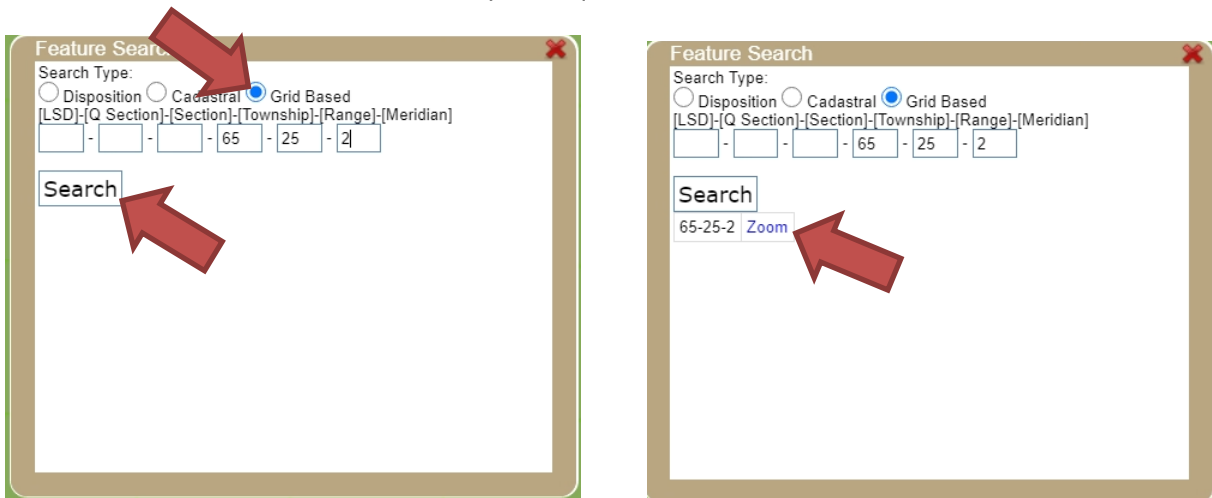 Feature Sear
Search Type:
Disposition Cadastral Grid Based
[LSD]-[Q Section]-[Section]-[Township]-[Range]-[Meridian]
- - - 65 - 25 - 2
Search
Feature Search
Search Type:
Disposition Cadastral Grid Based
[LSD]-[Q Section]-[Section]-[Township]-[Range]-[Meridian]
- - - 65 - 25 - 2
Search
65-25-2 Zoom